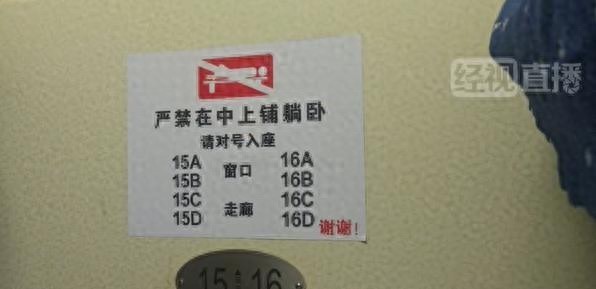 经视直播
严禁在中上铺躺卧
请对号入座
15A 窗口 16A
15B 16B
15C 走廊 16C
15D 16D
谢谢！
15 16